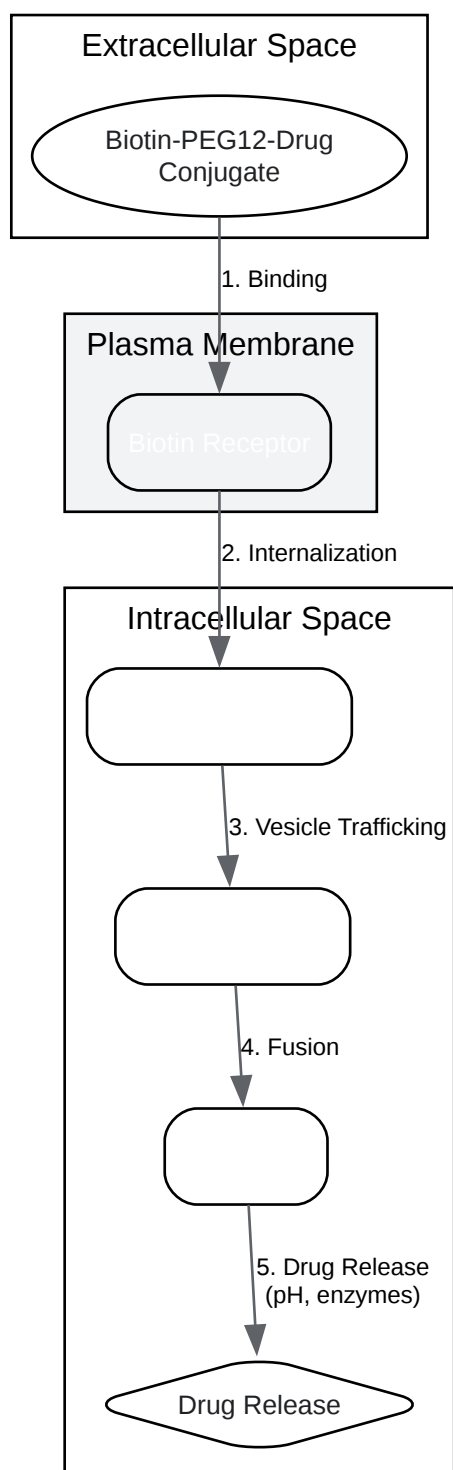 Extracellular Space
Biotin-PEG12-Drug
Conjugate
1. Binding
Plasma Membrane
Biotin Receptor
2. Internalization
Intracellular Space
3. Vesicle Trafficking
4. Fusion
5. Drug Release
(pH, enzymes)
Drug Release